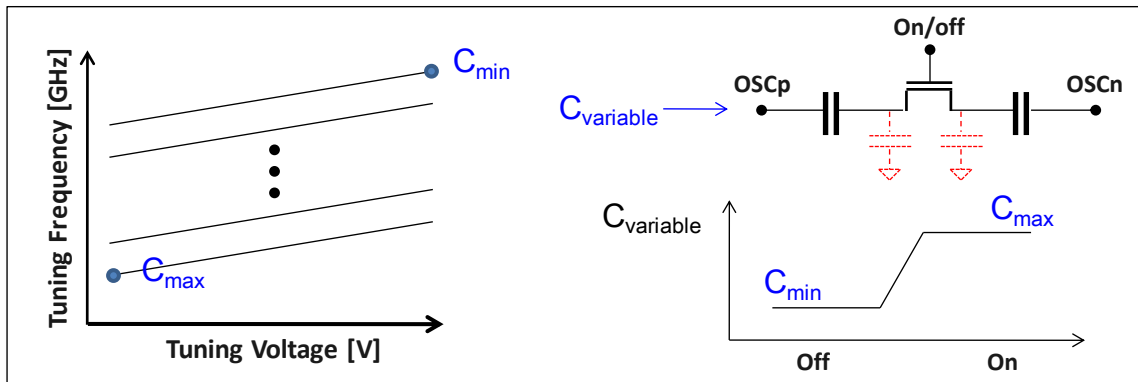 Tuning Frequency [GHz]
Cmin
Cmax
Tuning Voltage [V]
On/off
OSCp
OSCn
Cvariable
Cvariable
Cmax
Cmin
Off
On